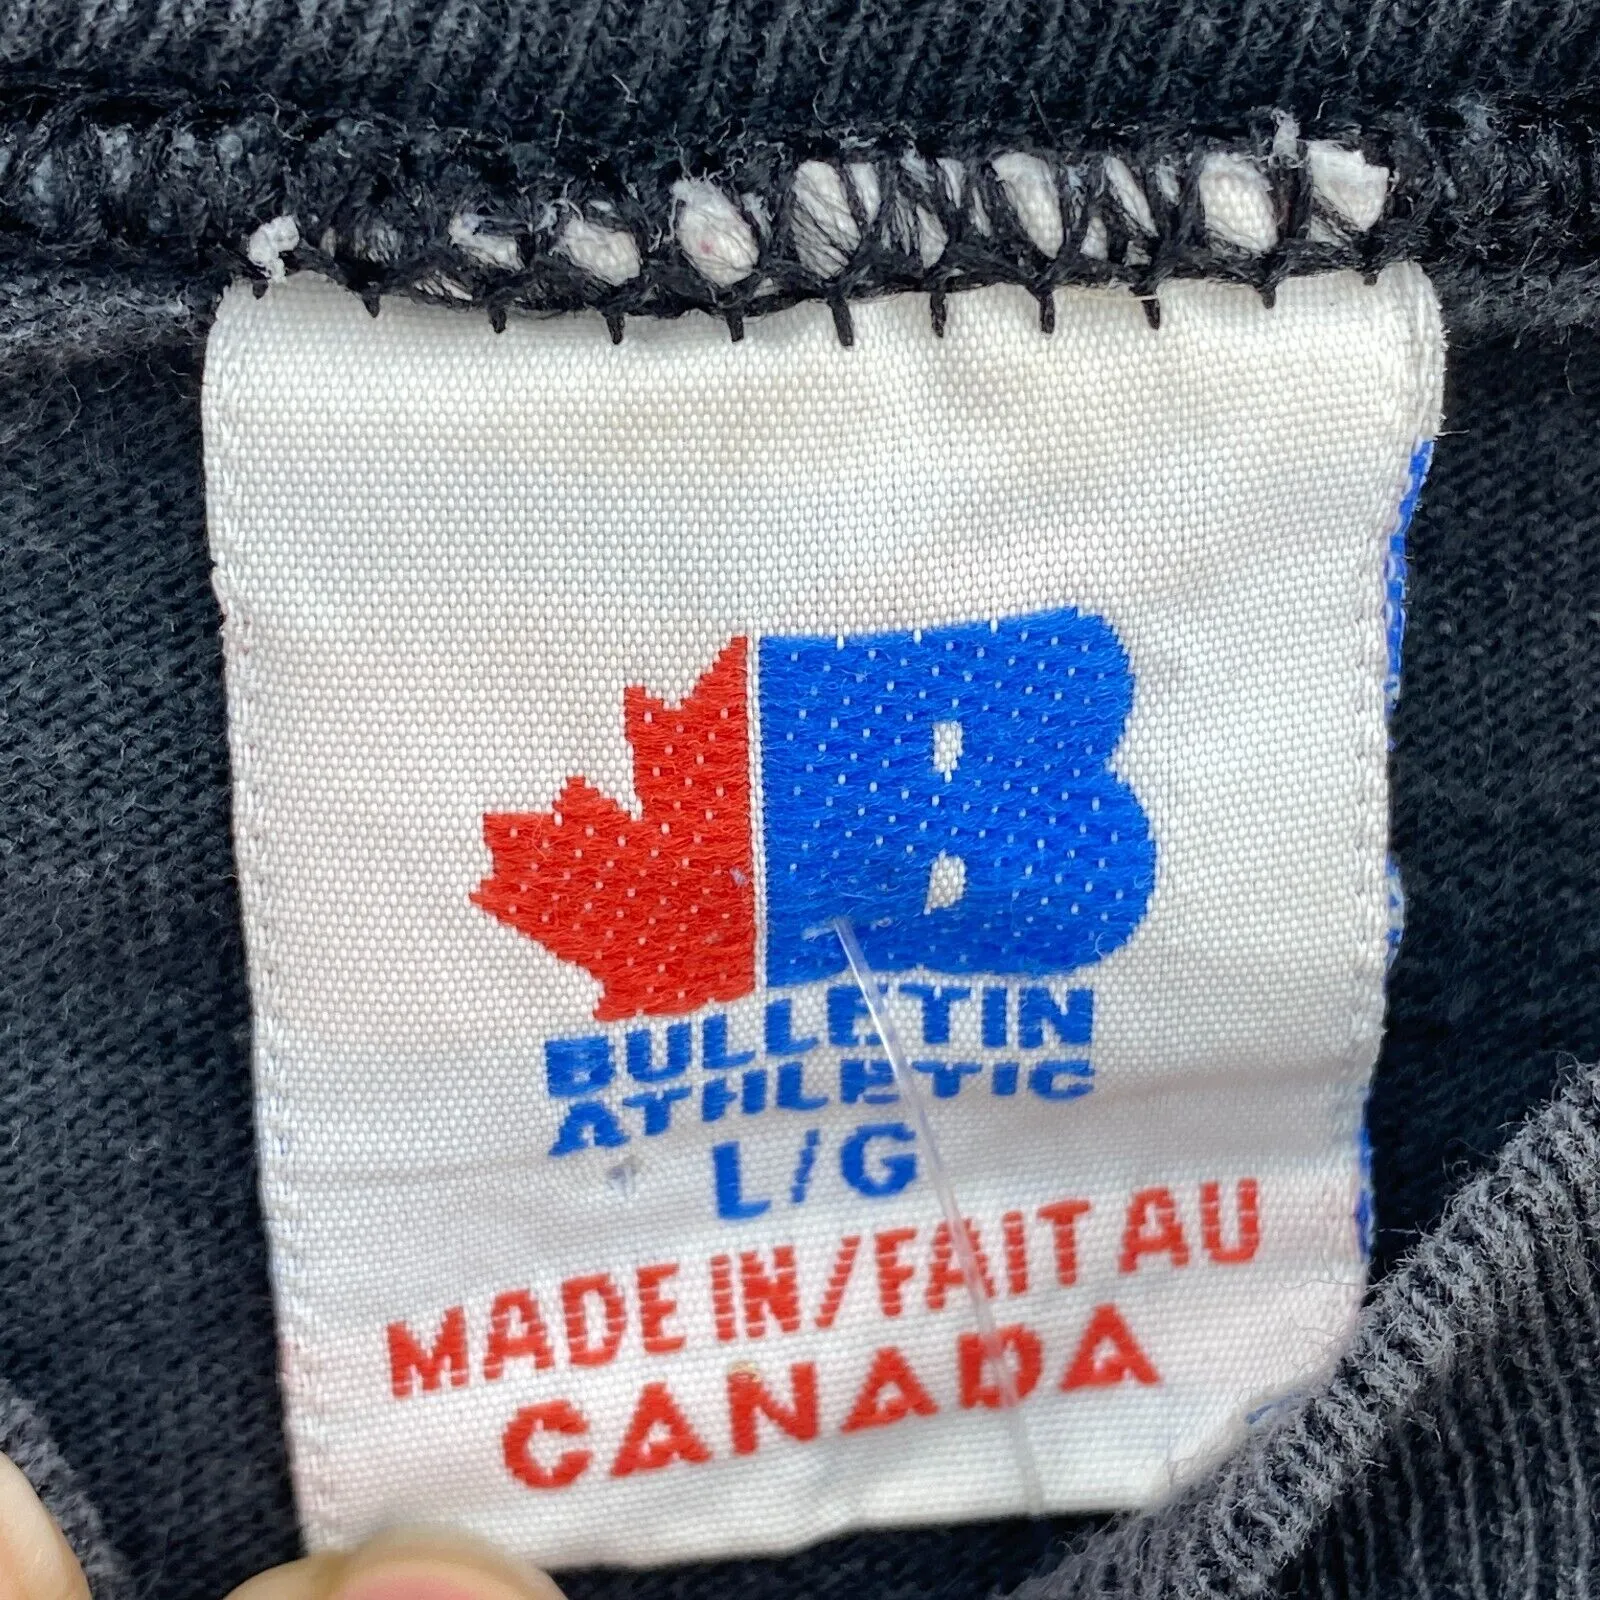 B
BULLETIN
ATHLETIC
L/G
MADE IN/FAIT AU
CANADA